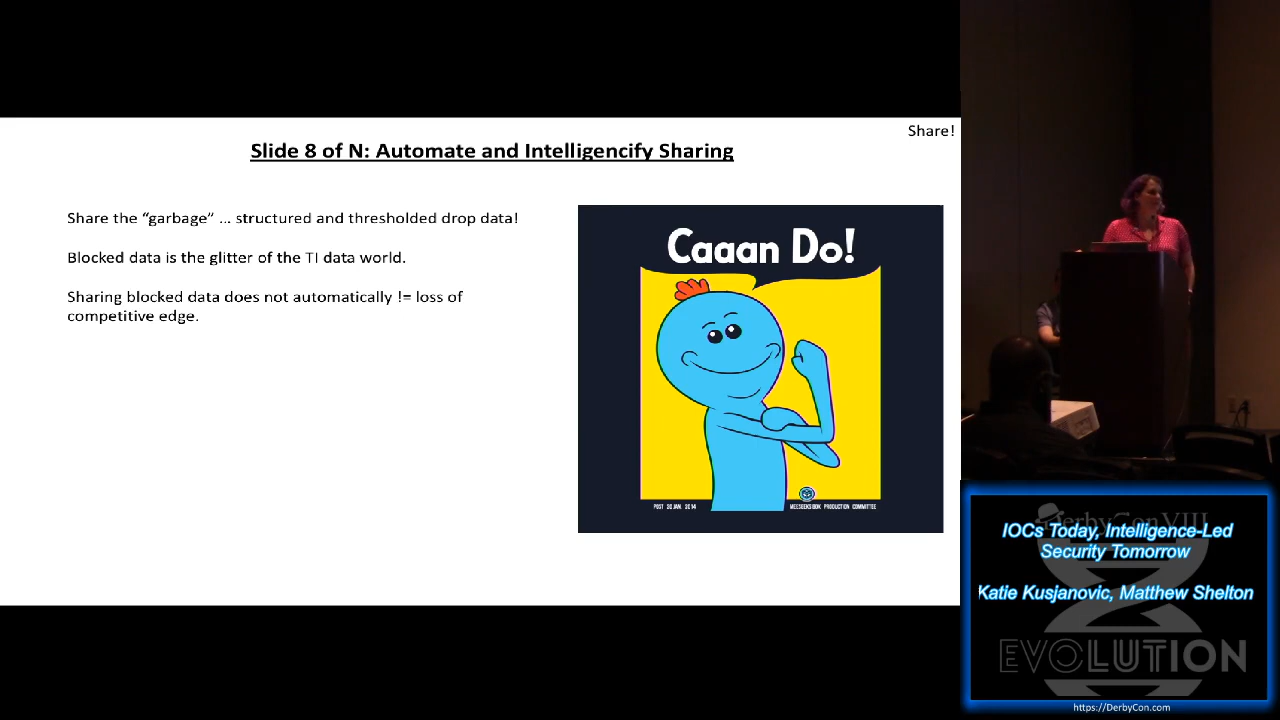 Share!
Slide 8 of N: Automate and Intelligencify Sharing
Share the “garbage” ... structured and thresholded drop data!
Blocked data is the glitter of the TI data world.
Sharing blocked data does not automatically != loss of
competitive edge.
Caaan Do!
POST 30 JAN. 2014
MEESEEKS BOX PRODUCTION COMMITTEE
DerbyCon VIII
IOCs Today, Intelligence-Led
Security Tomorrow
Katie Kusjanovic, Matthew Shelton
EVOLUTION
https://DerbyCon.com